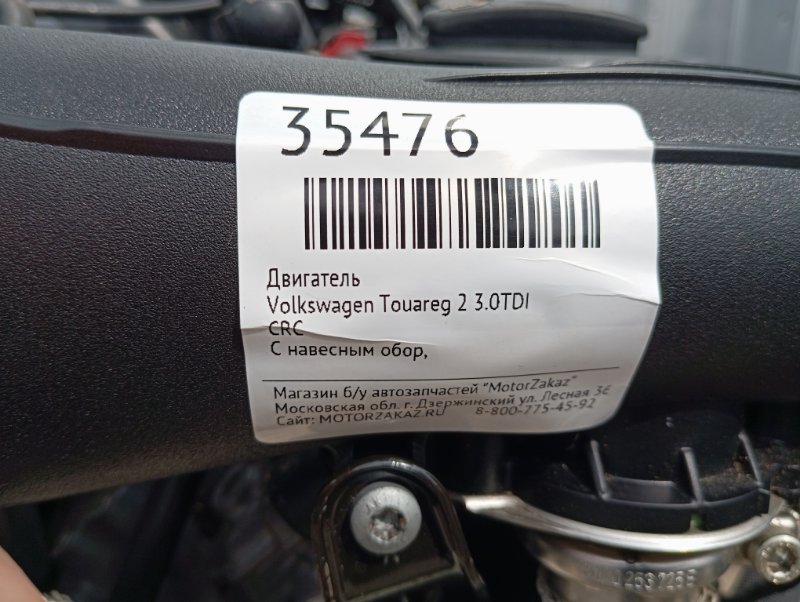 35476
Двигатель
Volkswagen Touareg 2 3.0TDI
CRC
С навесным обор,
Магазин б/у автозапчастей "MotorZakaz"
Московская обл. г. Дзержинский ул. Лесная 36
Сайт: MOTORZAKAZ.RU 8-800-775-45-92